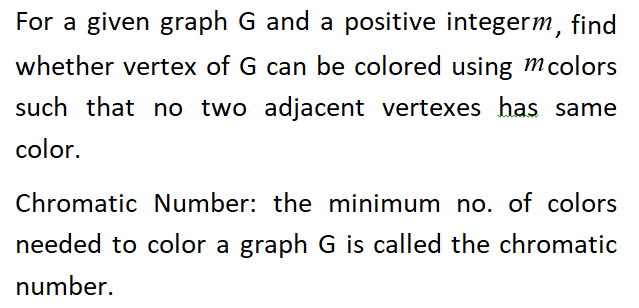 For a given graph G and a positive integerm, find
whether vertex of G can be colored using m colors
such that no two adjacent vertexes has same
color.
Chromatic Number: the minimum no. of colors
needed to color a graph G is called the chromatic
number.